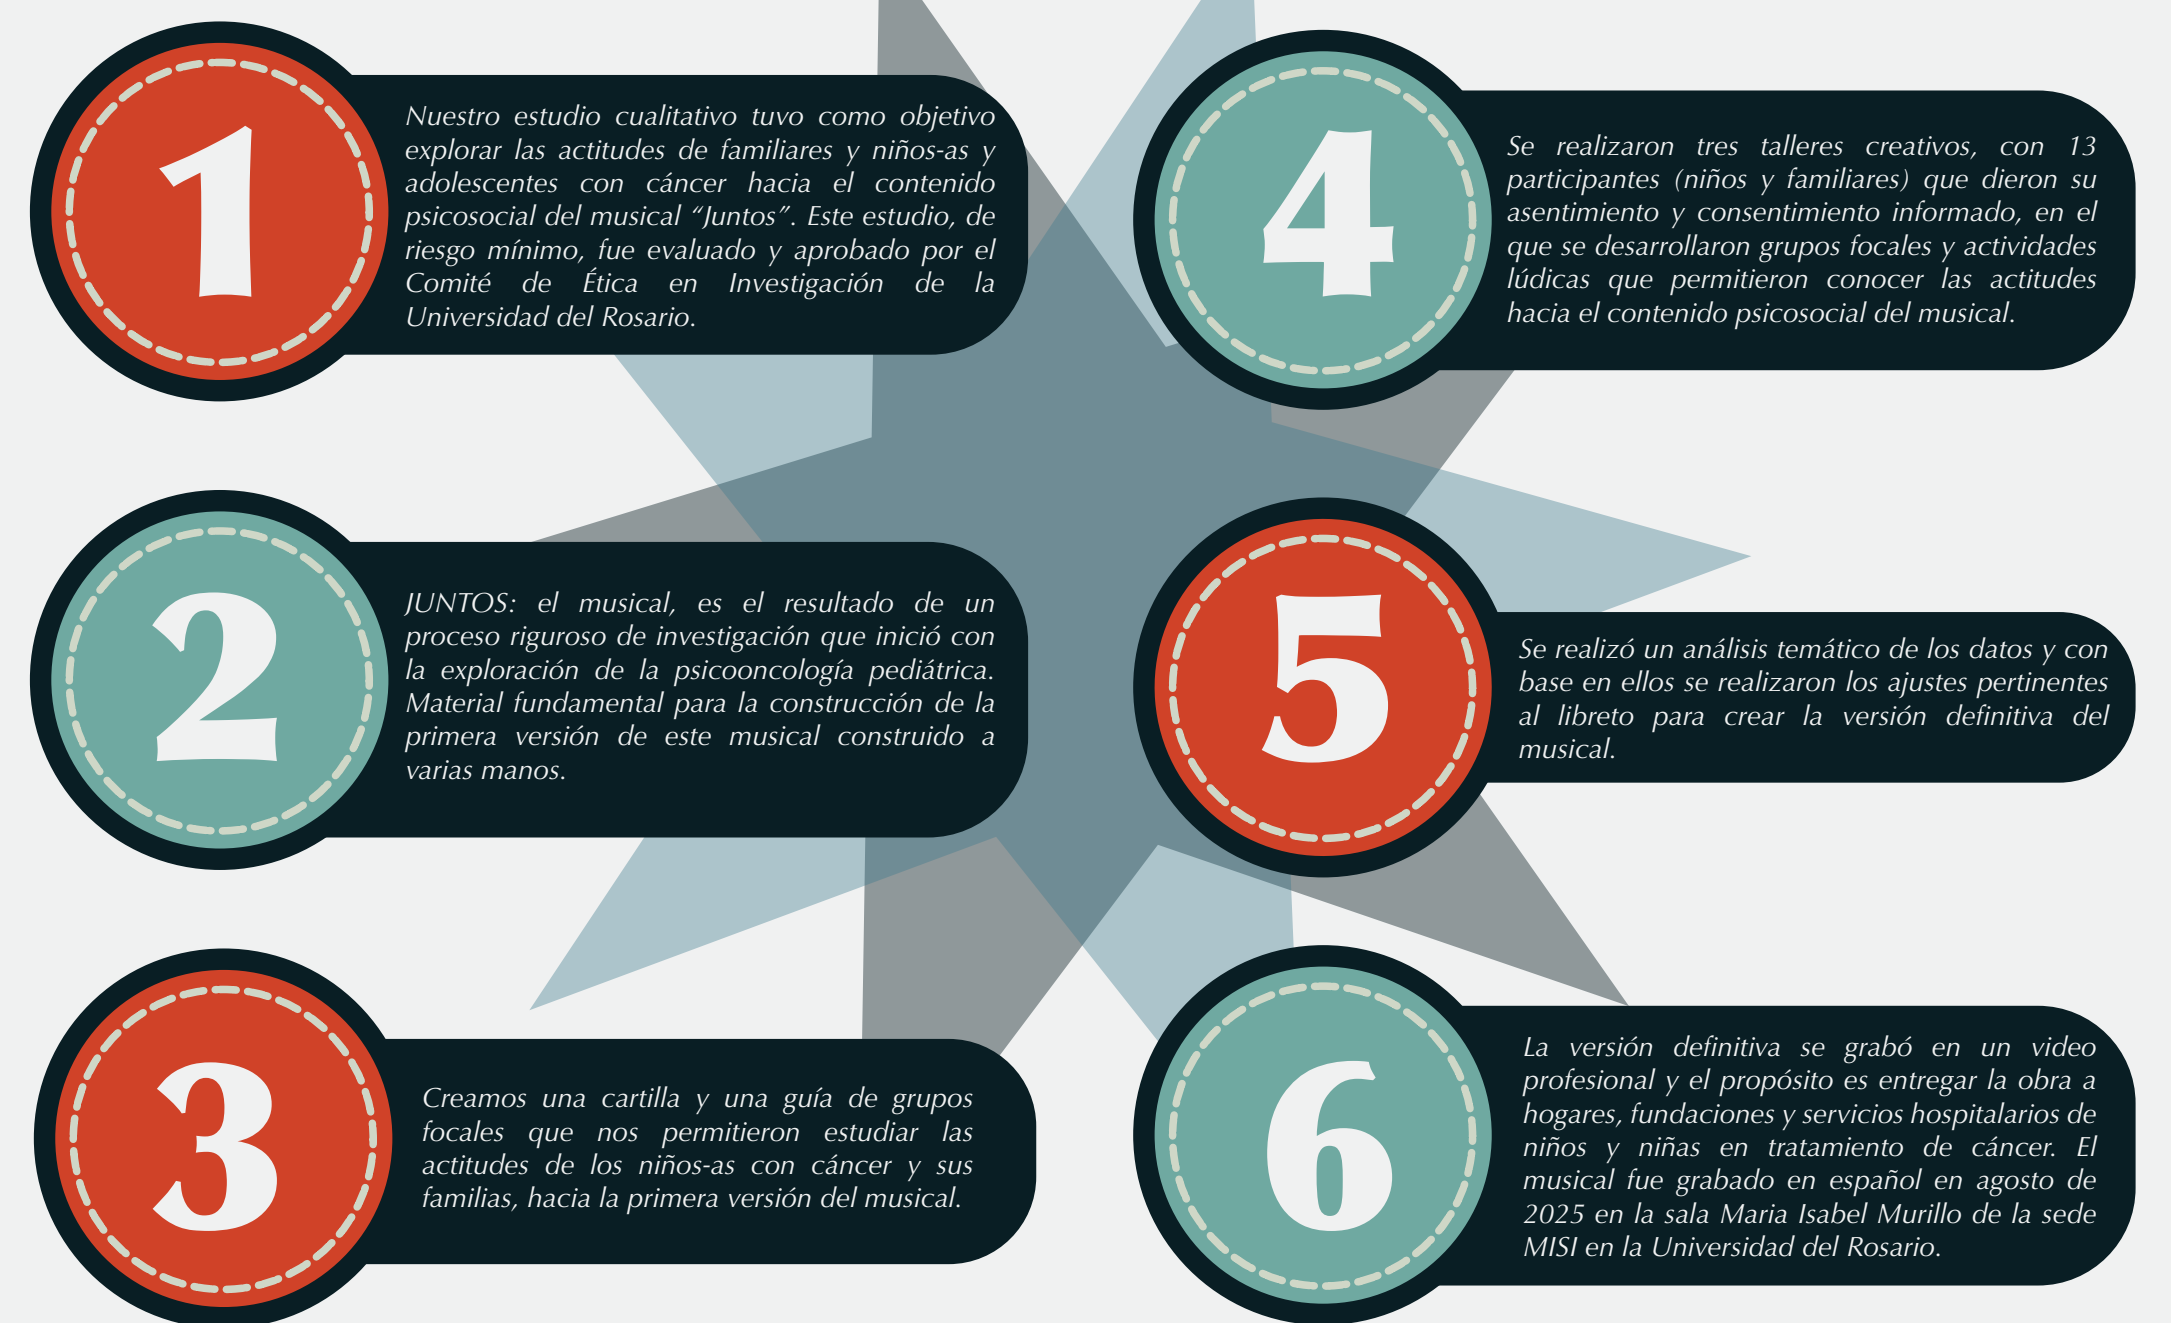 1
Nuestro estudio cualitativo tuvo como objetivo
explorar las actitudes de familiares y niños-as y
adolescentes con cáncer hacia el contenido
psicosocial del musical “Juntos”. Este estudio, de
riesgo mínimo, fue evaluado y aprobado por el
Comité de Ética en Investigación de la
Universidad del Rosario.
2
JUNTOS: el musical, es el resultado de un
proceso riguroso de investigación que inició con
la exploración de la psicooncología pediátrica.
Material fundamental para la construcción de la
primera versión de este musical construido a
varias manos.
3
Creamos una cartilla y una guía de grupos
focales que nos permitieron estudiar las
actitudes de los niños-as con cáncer y sus
familias, hacia la primera versión del musical.
4
Se realizaron tres talleres creativos, con 13
participantes (niños y familiares) que dieron su
asentimiento y consentimiento informado, en el
que se desarrollaron grupos focales y actividades
lúdicas que permitieron conocer las actitudes
hacia el contenido psicosocial del musical.
5
Se realizó un análisis temático de los datos y con
base en ellos se realizaron los ajustes pertinentes
al libreto para crear la versión definitiva del
musical.
6
La versión definitiva se grabó en un video
profesional y el propósito es entregar la obra a
hogares, fundaciones y servicios hospitalarios de
niños y niñas en tratamiento de cáncer. El
musical fue grabado en español en agosto de
2025 en la sala Maria Isabel Murillo de la sede
MISI en la Universidad del Rosario.